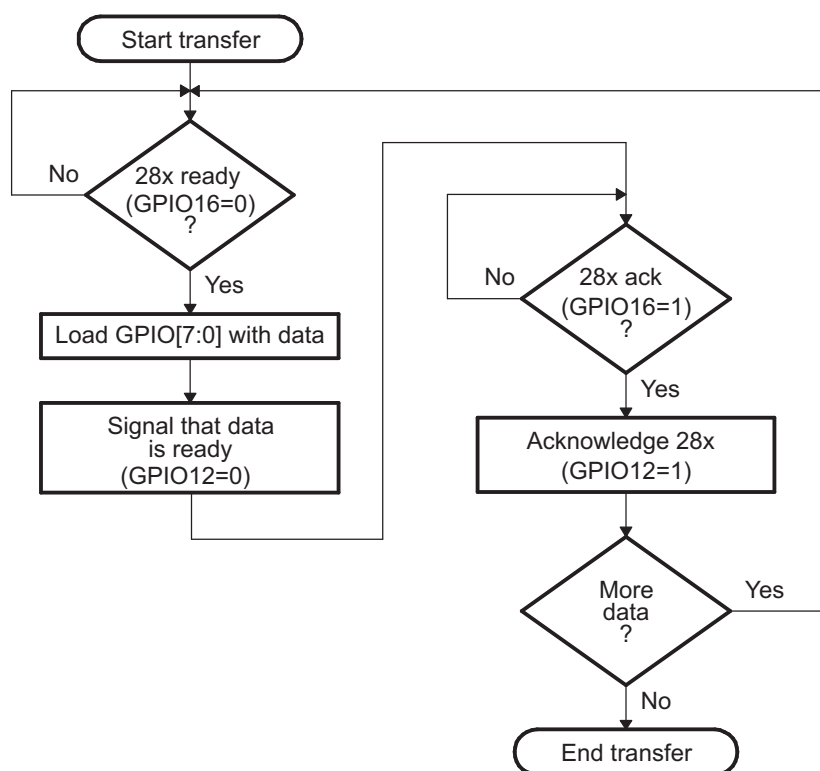 Start transfer
No
28x ready
(GPIO16=0)
?
Yes
Load GPIO[7:0] with data
Signal that data
is ready
(GPIO12=0)
No
28x ack
(GPIO16=1)
?
Yes
Acknowledge 28x
(GPIO12=1)
More
data
?
Yes
No
End transfer